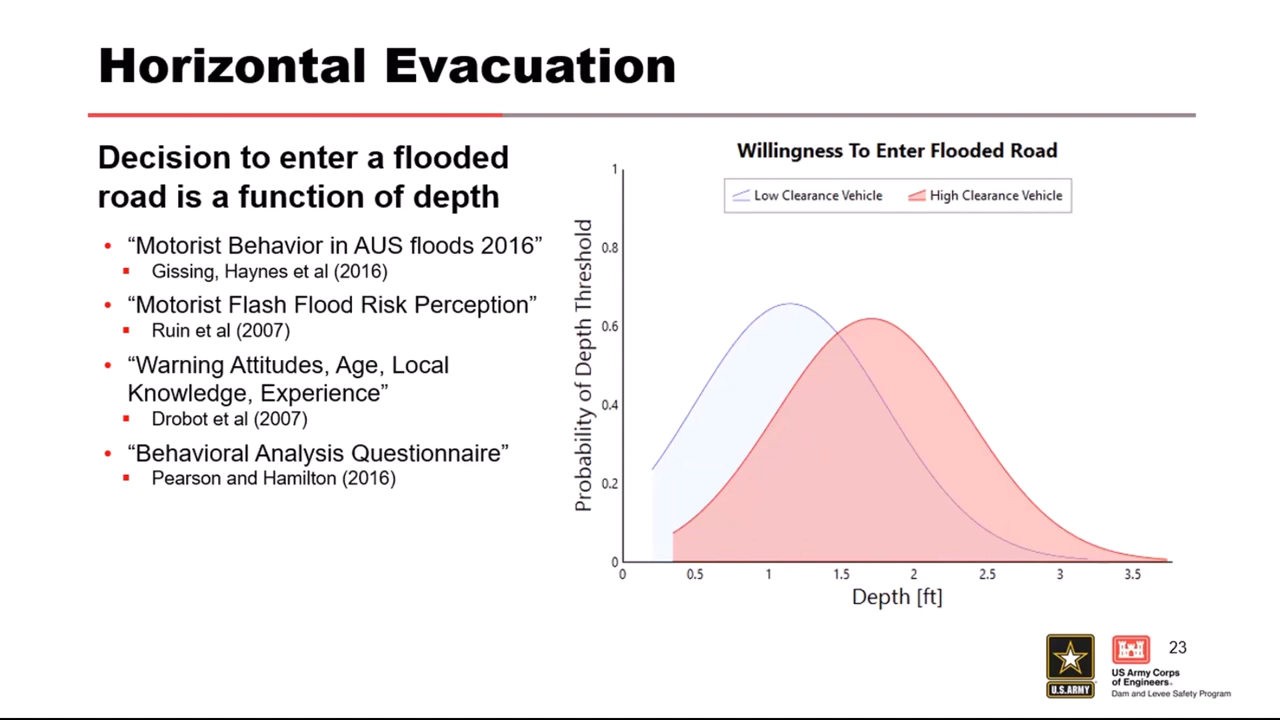 Horizontal Evacuation
Decision to enter a flooded
road is a function of depth
• “Motorist Behavior in AUS floods 2016”
▪ Gissing, Haynes et al (2016)
• “Motorist Flash Flood Risk Perception”
▪ Ruin et al (2007)
• “Warning Attitudes, Age, Local
Knowledge, Experience”
▪ Drobot et al (2007)
• “Behavioral Analysis Questionnaire”
▪ Pearson and Hamilton (2016)
Willingness To Enter Flooded Road
Low Clearance Vehicle High Clearance Vehicle
Probability of Depth Threshold
1
0.8
0.6
0.4
0.2
0
0 0.5 1 1.5 2 2.5 3 3.5
Depth [ft]
U.S.ARMY
US Army Corps
of Engineers®
Dam and Levee Safety Program
23